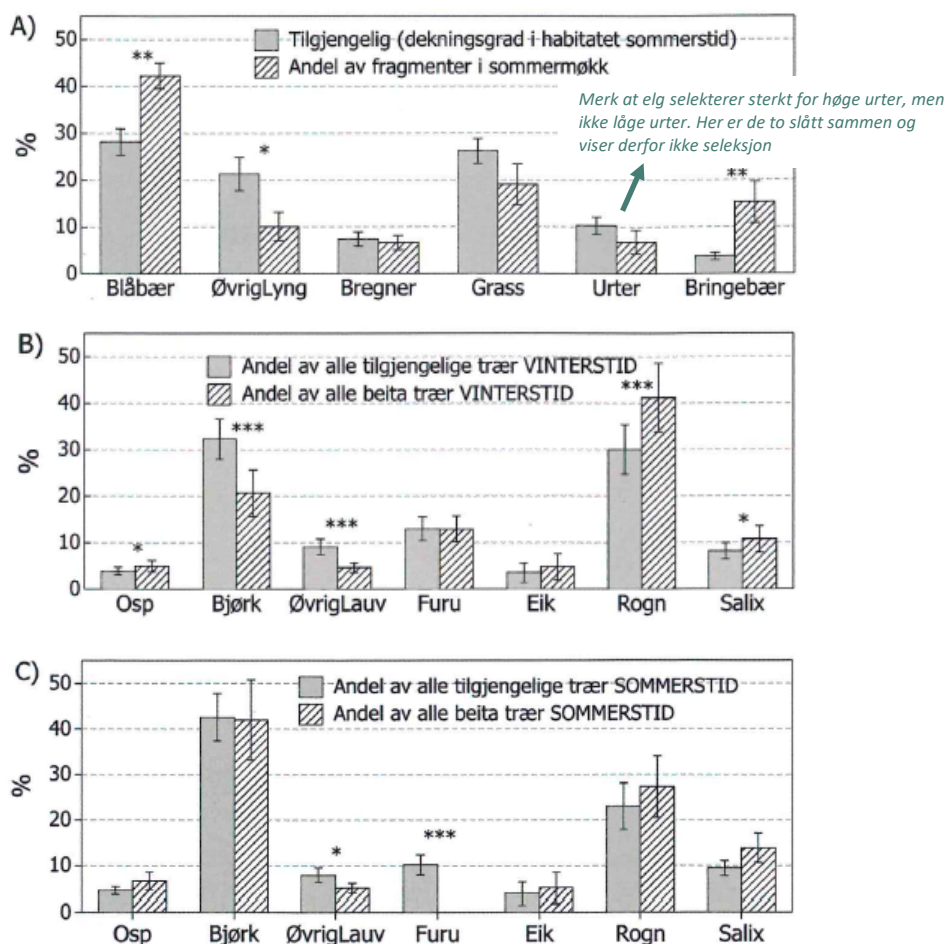 A)
50
40
30
20
10
0
%
Tilgjengelig (dekningsgrad i habitatet sommerstid)
Andel av fragmenter i sommermøkk
Merk at elg selekterer sterkt for høge urter, men
ikke låge urter. Her er de to slått sammen og
viser derfor ikke seleksjon
**
*
**
Blåbær ØvrigLyng Bregner Grass Urter Bringebær
B)
50
40
30
20
10
0
%
Andel av alle tilgjengelige trær VINTERSTID
Andel av alle beita trær VINTERSTID
*
***
***
***
*
Osp Bjørk ØvrigLauv Furu Eik Rogn Salix
C)
50
40
30
20
10
0
%
Andel av alle tilgjengelige trær SOMMERSTID
Andel av alle beita trær SOMMERSTID
*
***
Osp Bjørk ØvrigLauv Furu Eik Rogn Salix